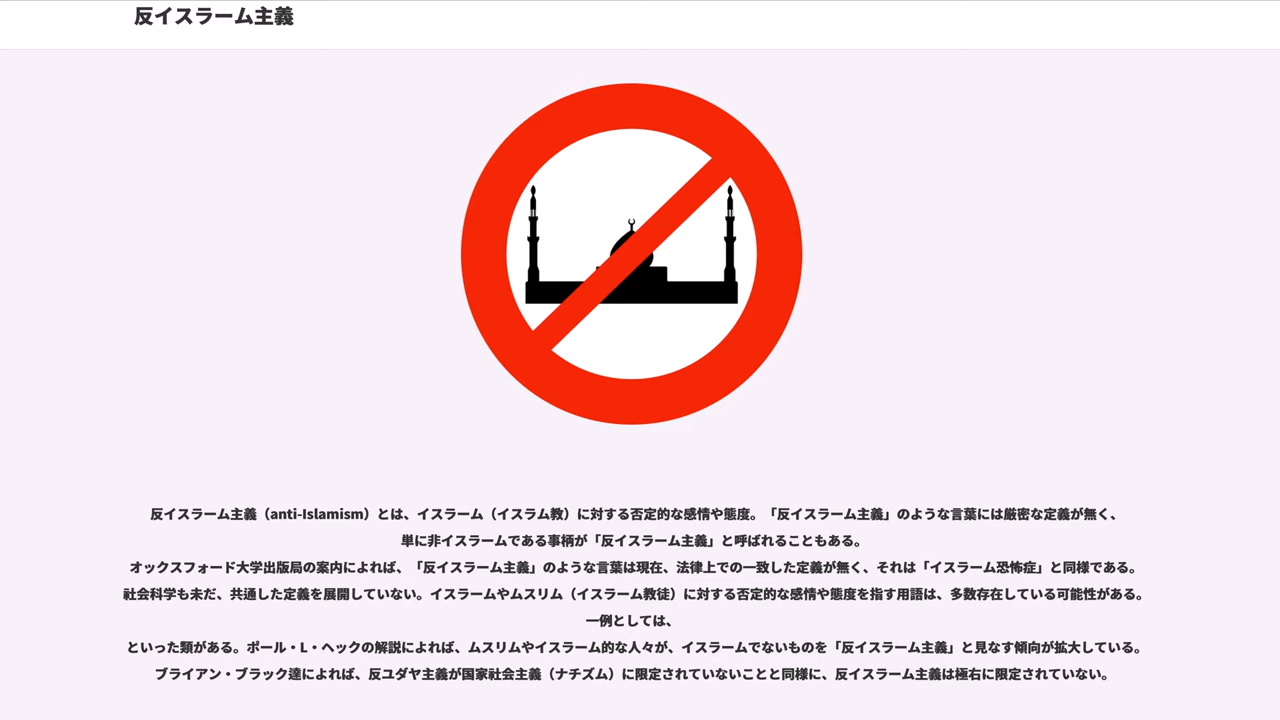 反イスラーム主義
反イスラーム主義（anti-Islamism）とは、イスラーム（イスラム教）に対する否定的な感情や態度。「反イスラーム主義」のような言葉には厳密な定義が無く、
単に非イスラームである事柄が「反イスラーム主義」と呼ばれることもある。
オックスフォード大学出版局の案内によれば、「反イスラーム主義」のような言葉は現在、法律上での一致した定義が無く、それは「イスラーム恐怖症」と同様である。
社会科学も未だ、共通した定義を展開していない。イスラームやムスリム（イスラーム教徒）に対する否定的な感情や態度を指す用語は、多数存在している可能性がある。
一例としては、
といった類がある。ポール・L・ヘックの解説によれば、ムスリムやイスラーム的な人々が、イスラームでないものを「反イスラーム主義」と見なす傾向が拡大している。
ブライアン・ブラック達によれば、反ユダヤ主義が国家社会主義（ナチズム）に限定されていないことと同様に、反イスラーム主義は極右に限定されていない。